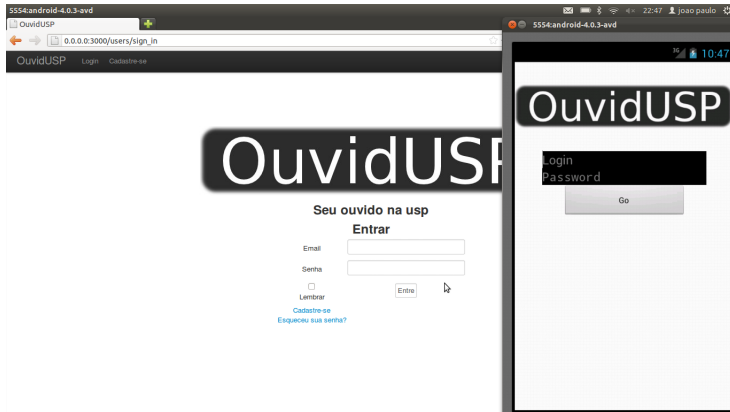 5554:android-4.0.3-avd
22:47 joao paulo
OuvidUSP
0.0.0.0:3000/users/sign_in
OuvidUSP Login Cadastre-se
OuvidUSP
Seu ouvido na usp
Entrar
Email
Senha
Lembrar
Entre
Cadastre-se
Esqueceu sua senha?
5554:android-4.0.3-avd
3G 10:47
OuvidUSP
Login
Password
Go